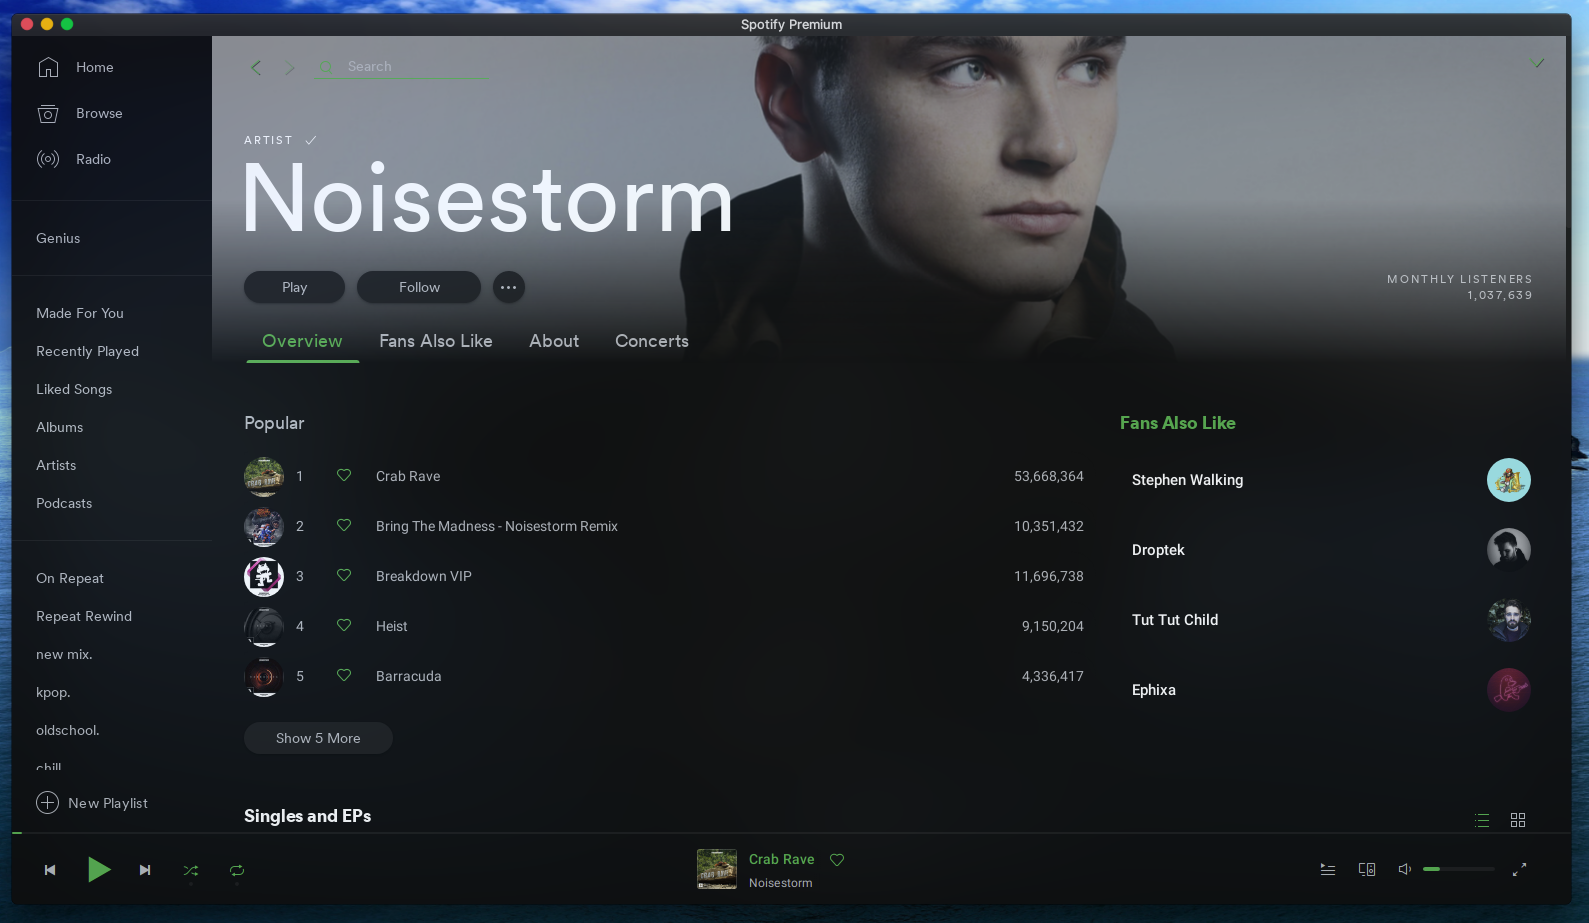 Spotify Premium
Home
Browse
Radio
Genius
Made For You
Recently Played
Liked Songs
Albums
Artists
Podcasts
On Repeat
Repeat Rewind
new mix.
kpop.
oldschool.
chill
New Playlist
Search
ARTIST
Noisestorm
Play
Follow
MONTHLY LISTENERS
1,037,639
Overview Fans Also Like About Concerts
Popular
1 Crab Rave 53,668,364
2 Bring The Madness - Noisestorm Remix 10,351,432
3 Breakdown VIP 11,696,738
4 Heist 9,150,204
5 Barracuda 4,336,417
Show 5 More
Fans Also Like
Stephen Walking
Droptek
Tut Tut Child
Ephixa
Singles and EPs
CRAB RAVE
Crab Rave
Noisestorm